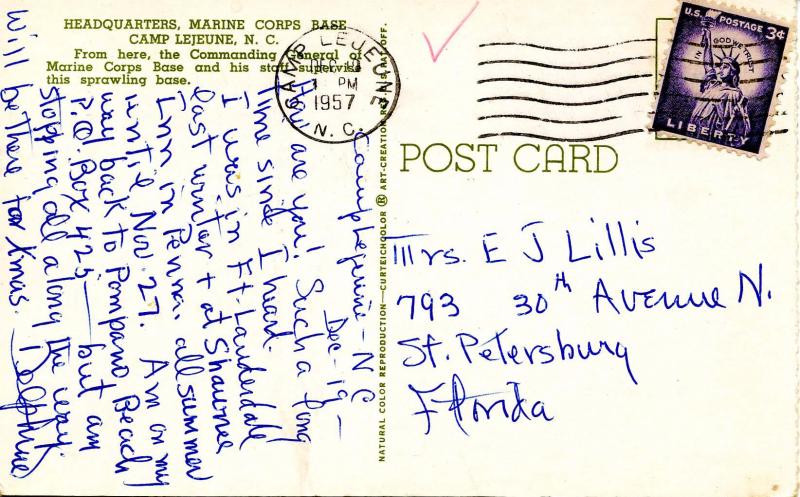 HEADQUARTERS, MARINE CORPS BASE
CAMP LEJEUNE, N. C.
From here, the Commanding General of
Marine Corps Base and his staff supervise
this sprawling base.
CAMP LEJEUNE
DEC
PM
1957
N. C.
U.S. POSTAGE 3¢
IN GOD WE TRUST
LIBERTY
POST CARD
NATURAL COLOR REPRODUCTION—CURTEICHCOLOR ® ART-CREATION REG. U.S. PAT. OFF.
Camp Lejeune - N C
Dec - 19 -
How are you! Such a long
time since I heard.
I was in Ft. Lauderdale
last winter + at Shawnee
Inn in Penna. all summer
until Nov. 27. Am on my
way back to Pompano Beach
P.O. Box 425 — but am
stopping all along the way.
Will be there for Xmas. Delphine
Mrs. E J Lillis
793 30th Avenue N.
St. Petersburg
Florida